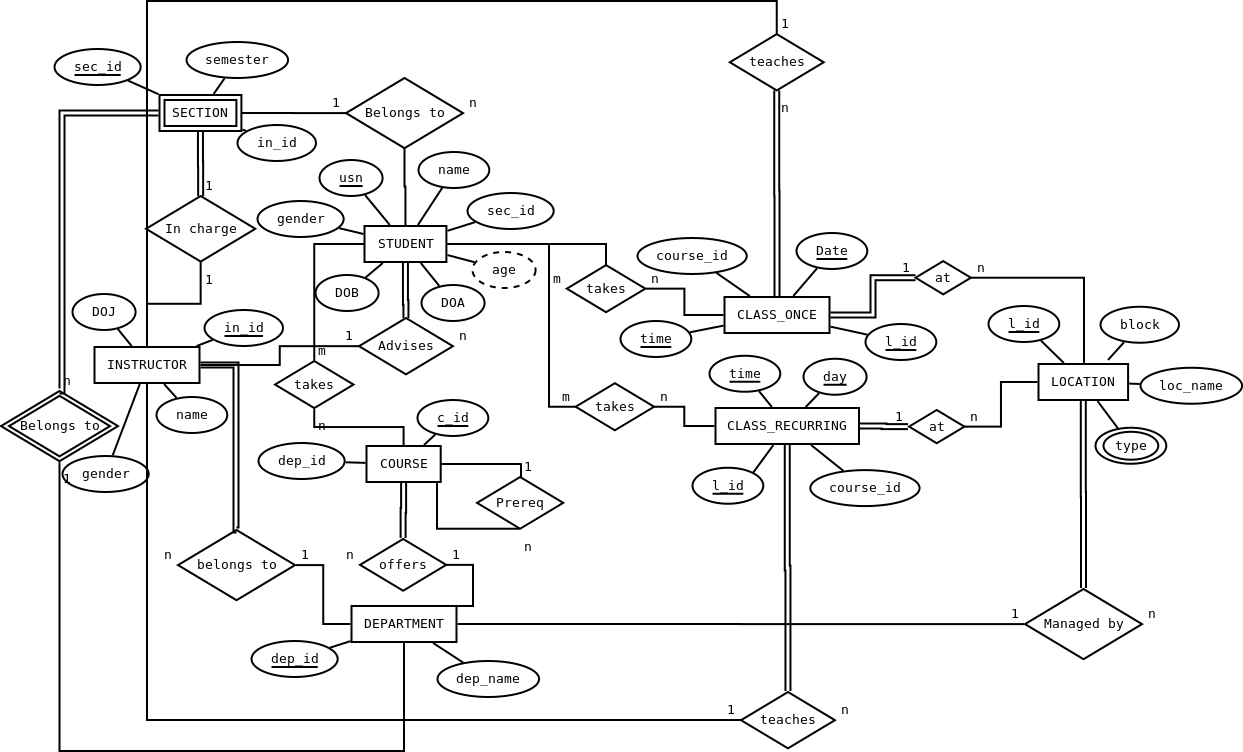 1
teaches
n
sec_id
semester
SECTION
in_id
1
Belongs to
n
usn
name
gender
sec_id
STUDENT
age
DOB
DOA
1
In charge
1
course_id
Date
CLASS_ONCE
time
l_id
m
takes
n
1
at
n
l_id
block
LOCATION
loc_name
type
DOJ
in_id
INSTRUCTOR
name
gender
1
Advises
n
m
takes
n
m
takes
n
time
day
CLASS_RECURRING
l_id
course_id
1
at
n
n
Belongs to
1
c_id
dep_id
COURSE
1
Prereq
n
n
belongs to
1
n
offers
1
DEPARTMENT
dep_id
dep_name
1
Managed by
n
1
teaches
n